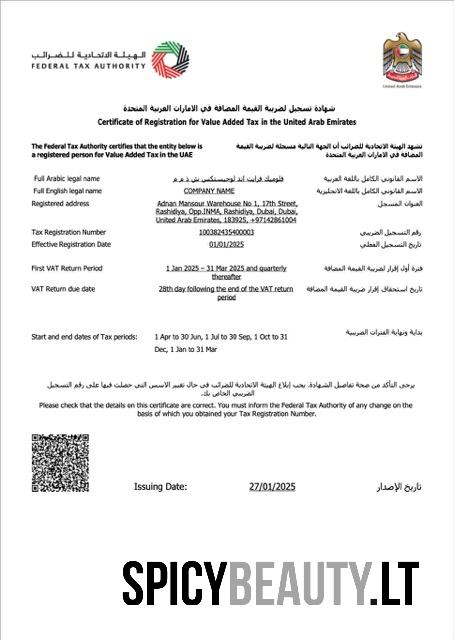 الهيئة الاتحادية للضرائب
FEDERAL TAX AUTHORITY
UNITED ARAB EMIRATES
شهادة تسجيل لضريبة القيمة المضافة في الامارات العربية المتحدة
Certificate of Registration for Value Added Tax in the United Arab Emirates
The Federal Tax Authority certifies that the entity below is
a registered person for Value Added Tax in the UAE
تشهد الهيئة الاتحادية للضرائب أن الجهة التالية مسجلة لضريبة القيمة
المضافة في الامارات العربية المتحدة
Full Arabic legal name فلوميك فرايت اند لوجيستكس ش ذ م م الاسم القانوني الكامل باللغة العربية
Full English legal name COMPANY NAME الاسم القانوني الكامل باللغة الانجليزية
Registered address Adnan Mansour Warehouse No 1, 17th Street, العنوان المسجل
Rashidiya, Opp.INMA, Rashidiya, Dubai, Dubai,
United Arab Emirates, 183925, +97142861004
Tax Registration Number 100382435400003 رقم التسجيل الضريبي
Effective Registration Date 01/01/2025 تاريخ التسجيل الفعلي
First VAT Return Period 1 Jan 2025 – 31 Mar 2025 and quarterly فترة أول إقرار لضريبة القيمة المضافة
thereafter
VAT Return due date 28th day following the end of the VAT return تاريخ استحقاق إقرار ضريبة القيمة المضافة
period
Start and end dates of Tax periods: 1 Apr to 30 Jun, 1 Jul to 30 Sep, 1 Oct to 31 بداية ونهاية الفترات الضريبية
Dec, 1 Jan to 31 Mar
يرجى التأكد من صحة تفاصيل الشهادة. يجب إبلاغ الهيئة الاتحادية للضرائب في حال تغيير الاسس التي حصلت فيها على رقم التسجيل
الضريبي الخاص بك.
Please check that the details on this certificate are correct. You must inform the Federal Tax Authority of any change on the
basis of which you obtained your Tax Registration Number.
Issuing Date: 27/01/2025 تاريخ الإصدار
SPICYBEAUTY.LT